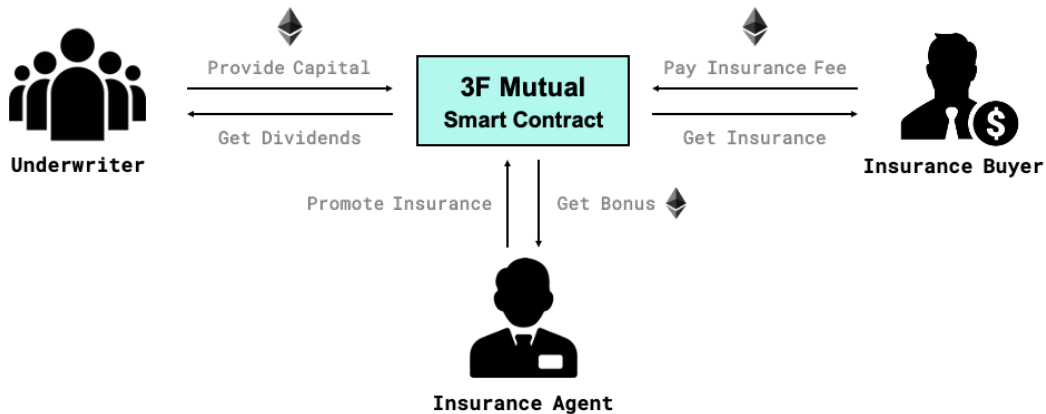 Provide Capital
Pay Insurance Fee
3F Mutual
Smart Contract
Get Dividends
Get Insurance
Underwriter
Insurance Buyer
$
Promote Insurance
Get Bonus
Insurance Agent